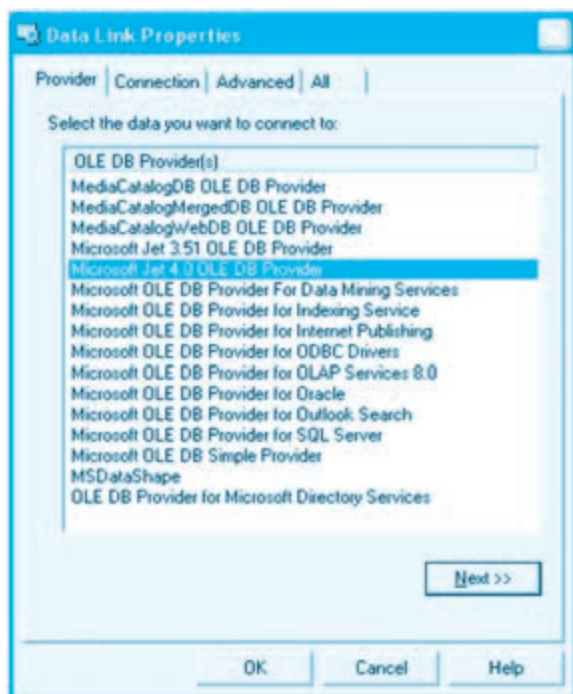 Data Link Properties
Provider Connection Advanced All
Select the data you want to connect to:
OLE DB Provider(s)
MediaCatalogDB OLE DB Provider
MediaCatalogMergedDB OLE DB Provider
MediaCatalogWebDB OLE DB Provider
Microsoft Jet 3.51 OLE DB Provider
Microsoft Jet 4.0 OLE DB Provider
Microsoft OLE DB Provider For Data Mining Services
Microsoft OLE DB Provider for Indexing Service
Microsoft OLE DB Provider for Internet Publishing
Microsoft OLE DB Provider for ODBC Drivers
Microsoft OLE DB Provider for OLAP Services 8.0
Microsoft OLE DB Provider for Oracle
Microsoft OLE DB Provider for Outlook Search
Microsoft OLE DB Provider for SQL Server
Microsoft OLE DB Simple Provider
MSDataShape
OLE DB Provider for Microsoft Directory Services
Next >>
OK Cancel Help